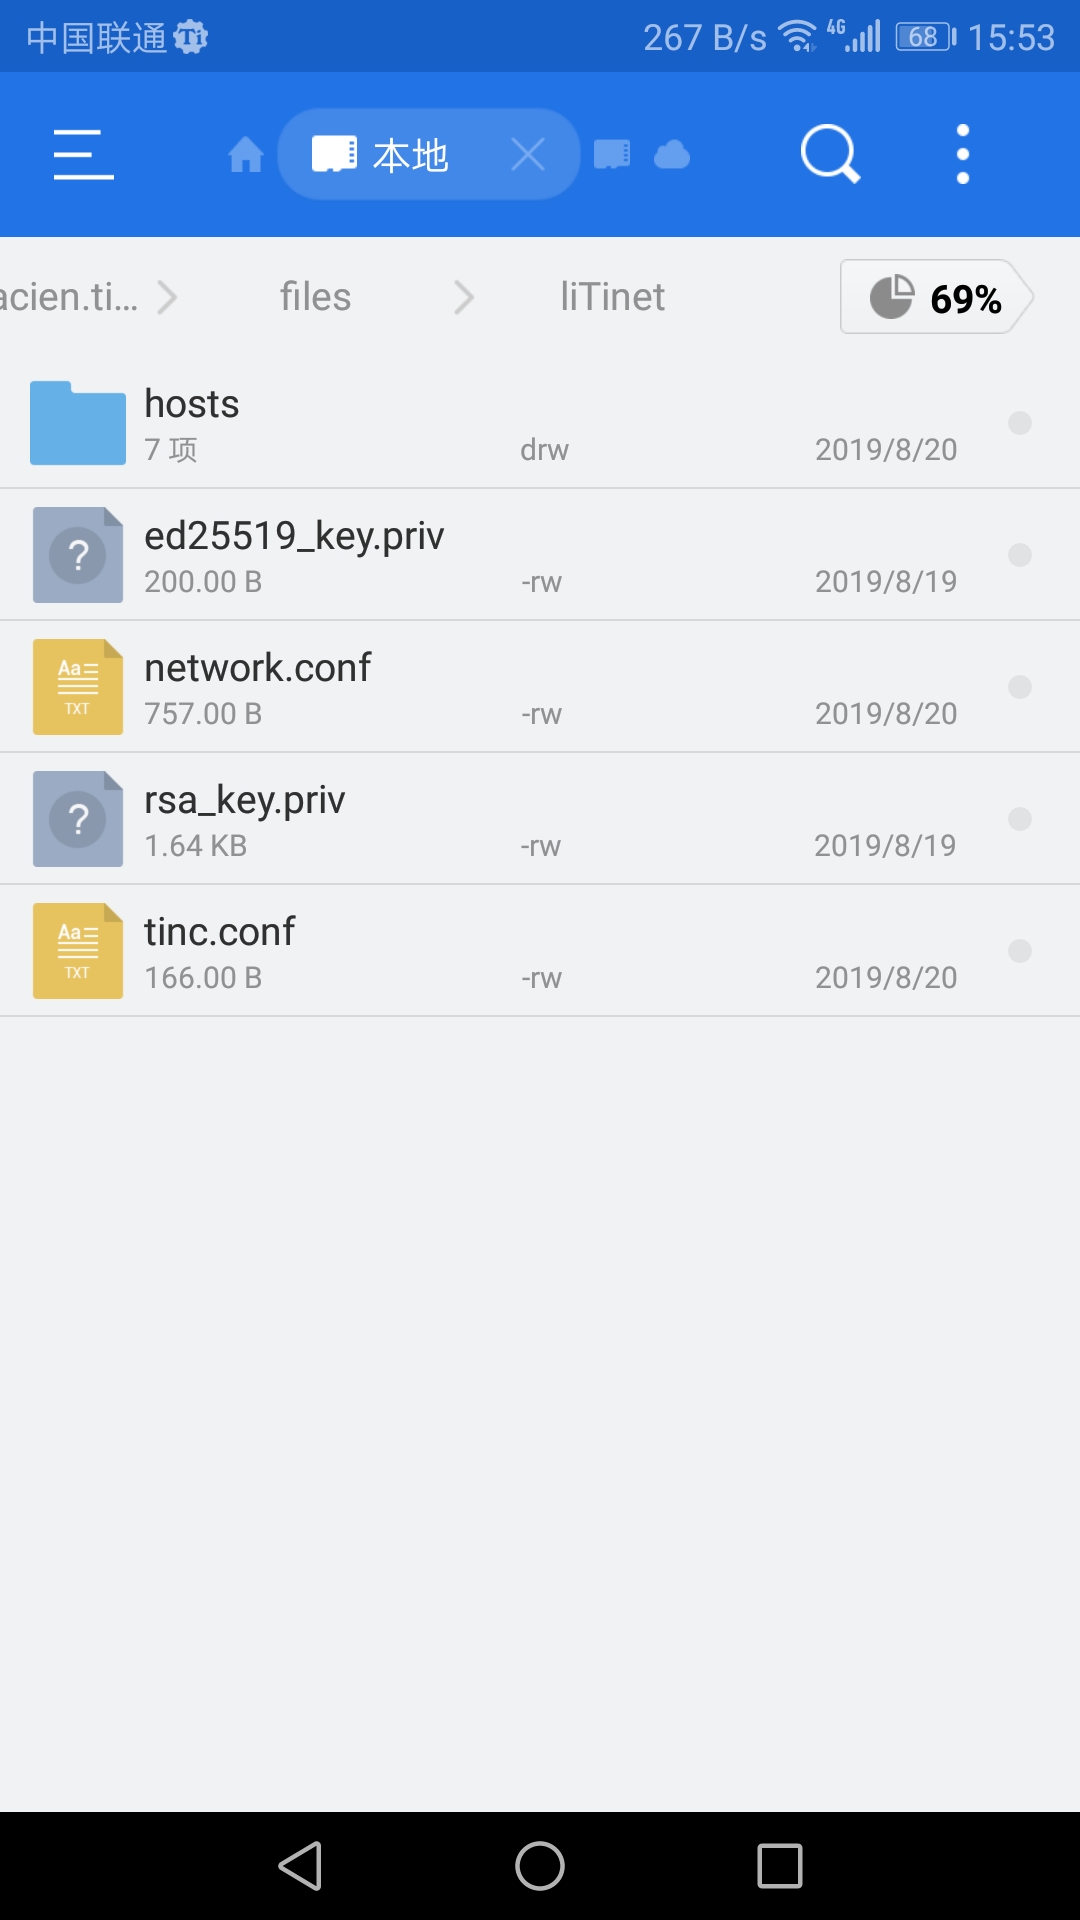 中国联通 Ti 267 B/s 4G 68 15:53
本地
acien.ti... files liTinet 69%
hosts
7 项 drw 2019/8/20
ed25519_key.priv
200.00 B -rw 2019/8/19
Aa network.conf
TXT 757.00 B -rw 2019/8/20
rsa_key.priv
1.64 KB -rw 2019/8/19
Aa tinc.conf
TXT 166.00 B -rw 2019/8/20